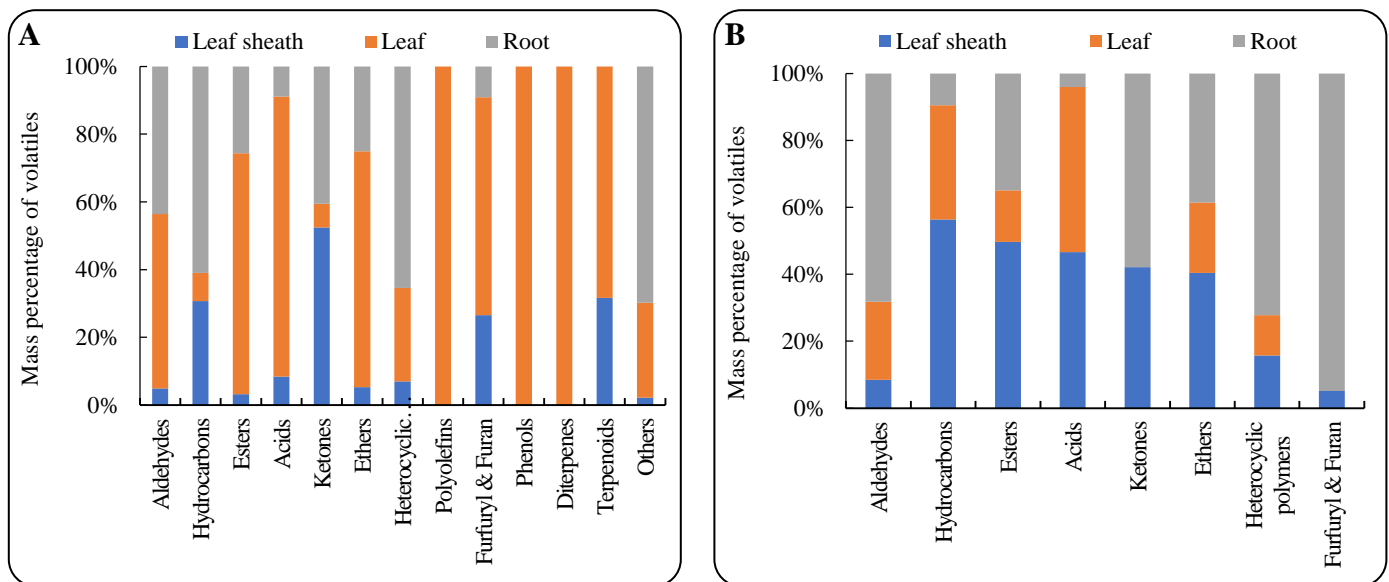 A
Leaf sheath Leaf Root
Mass percentage of volatiles
100%
80%
60%
40%
20%
0%
Aldehydes
Hydrocarbons
Esters
Acids
Ketones
Ethers
Heterocyclic…
Polyolefins
Furfuryl & Furan
Phenols
Diterpenes
Terpenoids
Others
B
Leaf sheath Leaf Root
Mass percentage of volatiles
100%
80%
60%
40%
20%
0%
Aldehydes
Hydrocarbons
Esters
Acids
Ketones
Ethers
Heterocyclic
polymers
Furfuryl & Furan